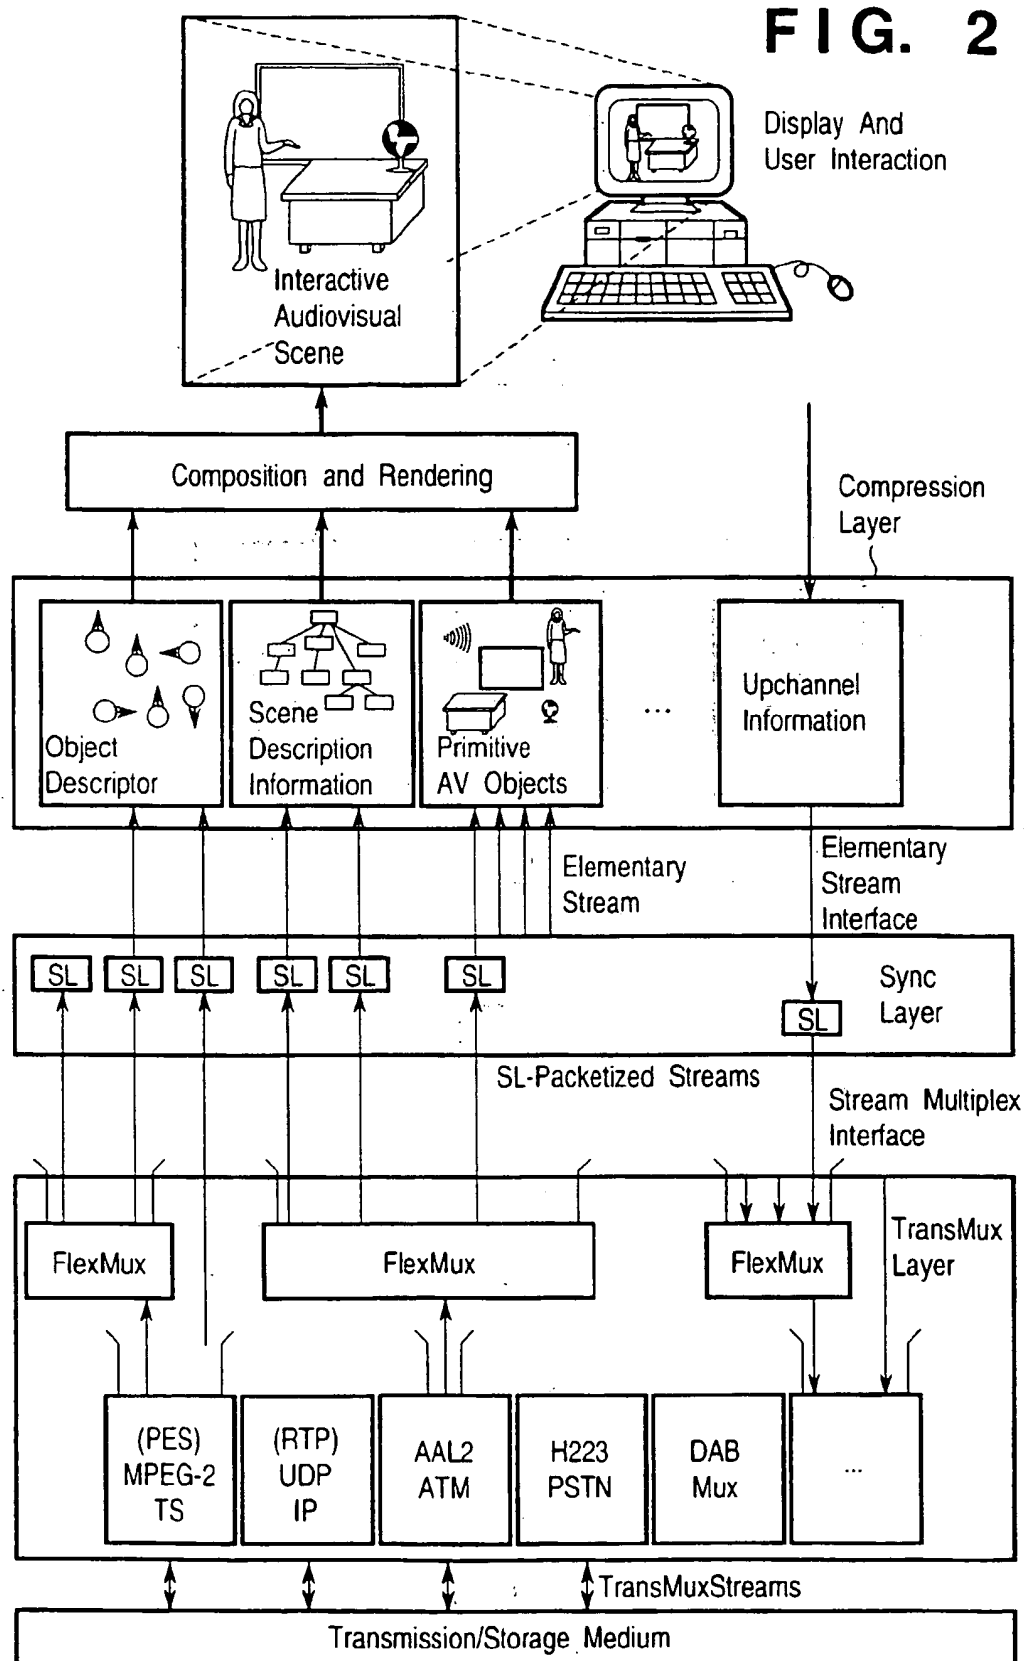 FIG. 2
Display And
User Interaction
Interactive
Audiovisual
Scene
Composition and Rendering
Compression
Layer
Object
Descriptor
Scene
Description
Information
Primitive
AV Objects
...
Upchannel
Information
Elementary
Stream
Elementary
Stream
Interface
SL
SL
SL
SL
SL
SL
SL
Sync
Layer
SL-Packetized Streams
Stream Multiplex
Interface
FlexMux
FlexMux
FlexMux
TransMux
Layer
(PES)
MPEG-2
TS
(RTP)
UDP
IP
AAL2
ATM
H223
PSTN
DAB
Mux
...
TransMuxStreams
Transmission/Storage Medium